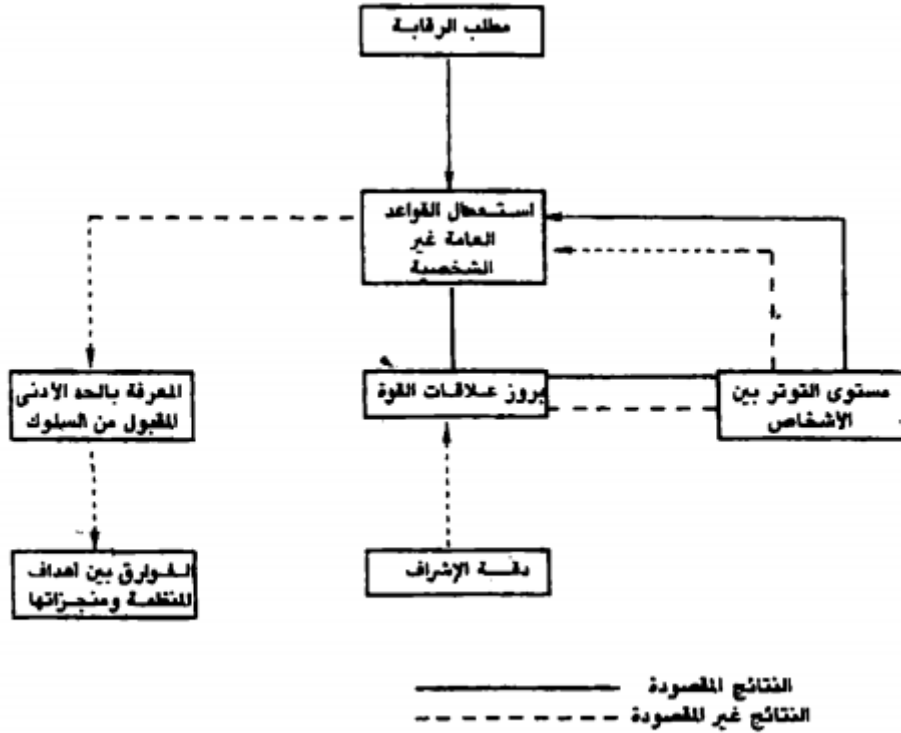 مطلب الرقابة
استعمال القواعد
العامة غير
الشخصية
المعرفة بالحد الأدنى
المقبول من السلوك
بروز علاقات القوة
مستوى التوتر بين
الأشخاص
الفوارق بين أهداف
المنظمة ومنجزاتها
دقة الإشراف
النتائج المقصودة
النتائج غير المقصودة